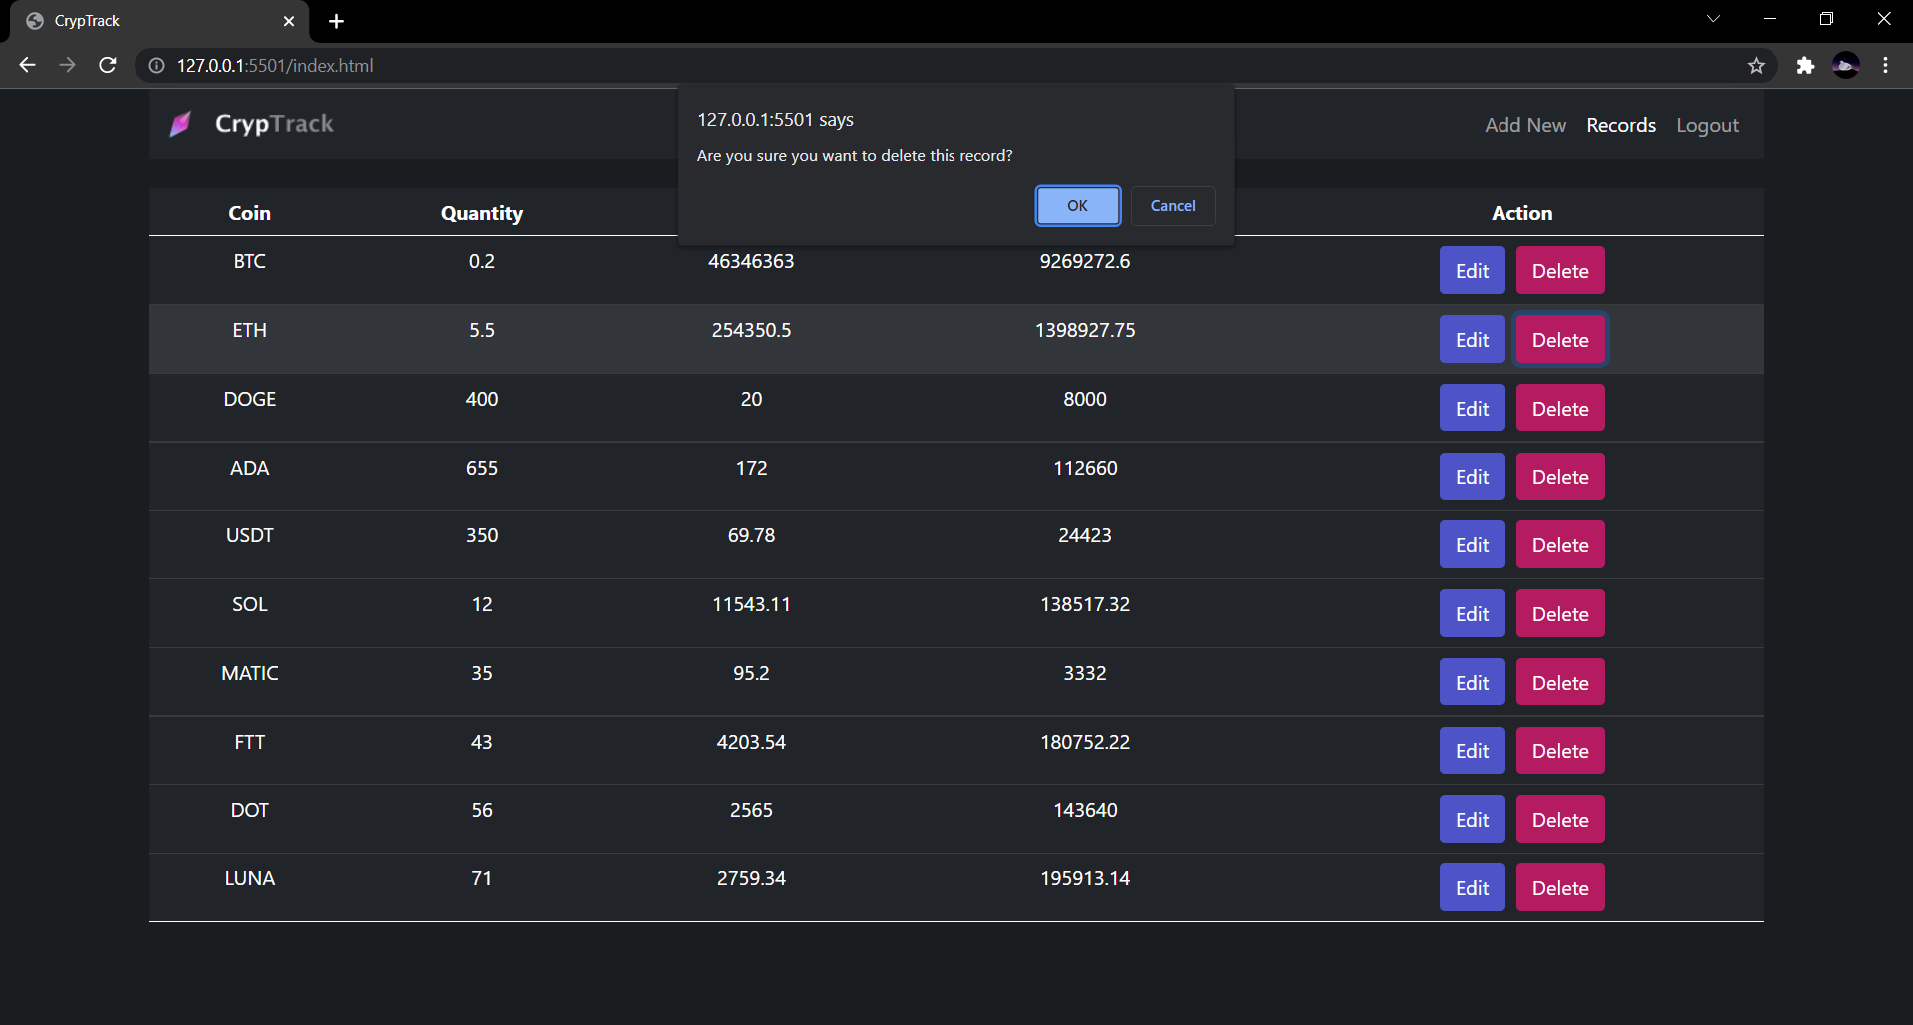 CrypTrack
127.0.0.1:5501/index.html
CrypTrack
Add New Records Logout
127.0.0.1:5501 says
Are you sure you want to delete this record?
OK Cancel
Coin Quantity Action
BTC 0.2 46346363 9269272.6 Edit Delete
ETH 5.5 254350.5 1398927.75 Edit Delete
DOGE 400 20 8000 Edit Delete
ADA 655 172 112660 Edit Delete
USDT 350 69.78 24423 Edit Delete
SOL 12 11543.11 138517.32 Edit Delete
MATIC 35 95.2 3332 Edit Delete
FTT 43 4203.54 180752.22 Edit Delete
DOT 56 2565 143640 Edit Delete
LUNA 71 2759.34 195913.14 Edit Delete